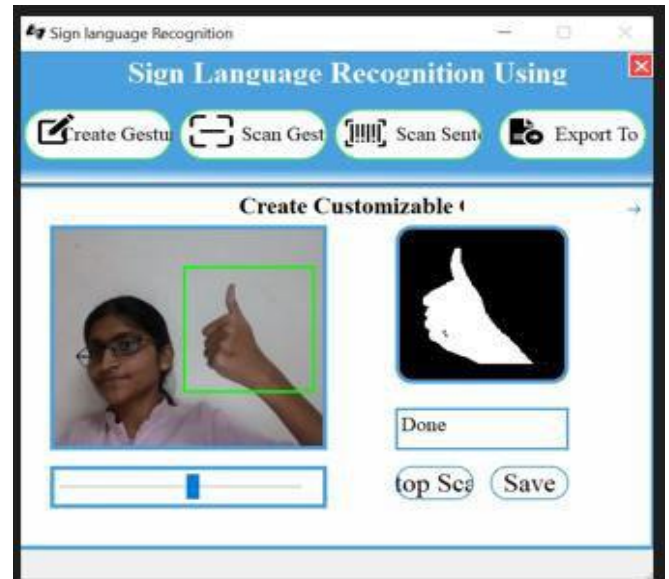 Sign language Recognition
Sign Language Recognition Using
Create Gestu Scan Gest Scan Sent Export To
Create Customizable
Done
top Sca Save